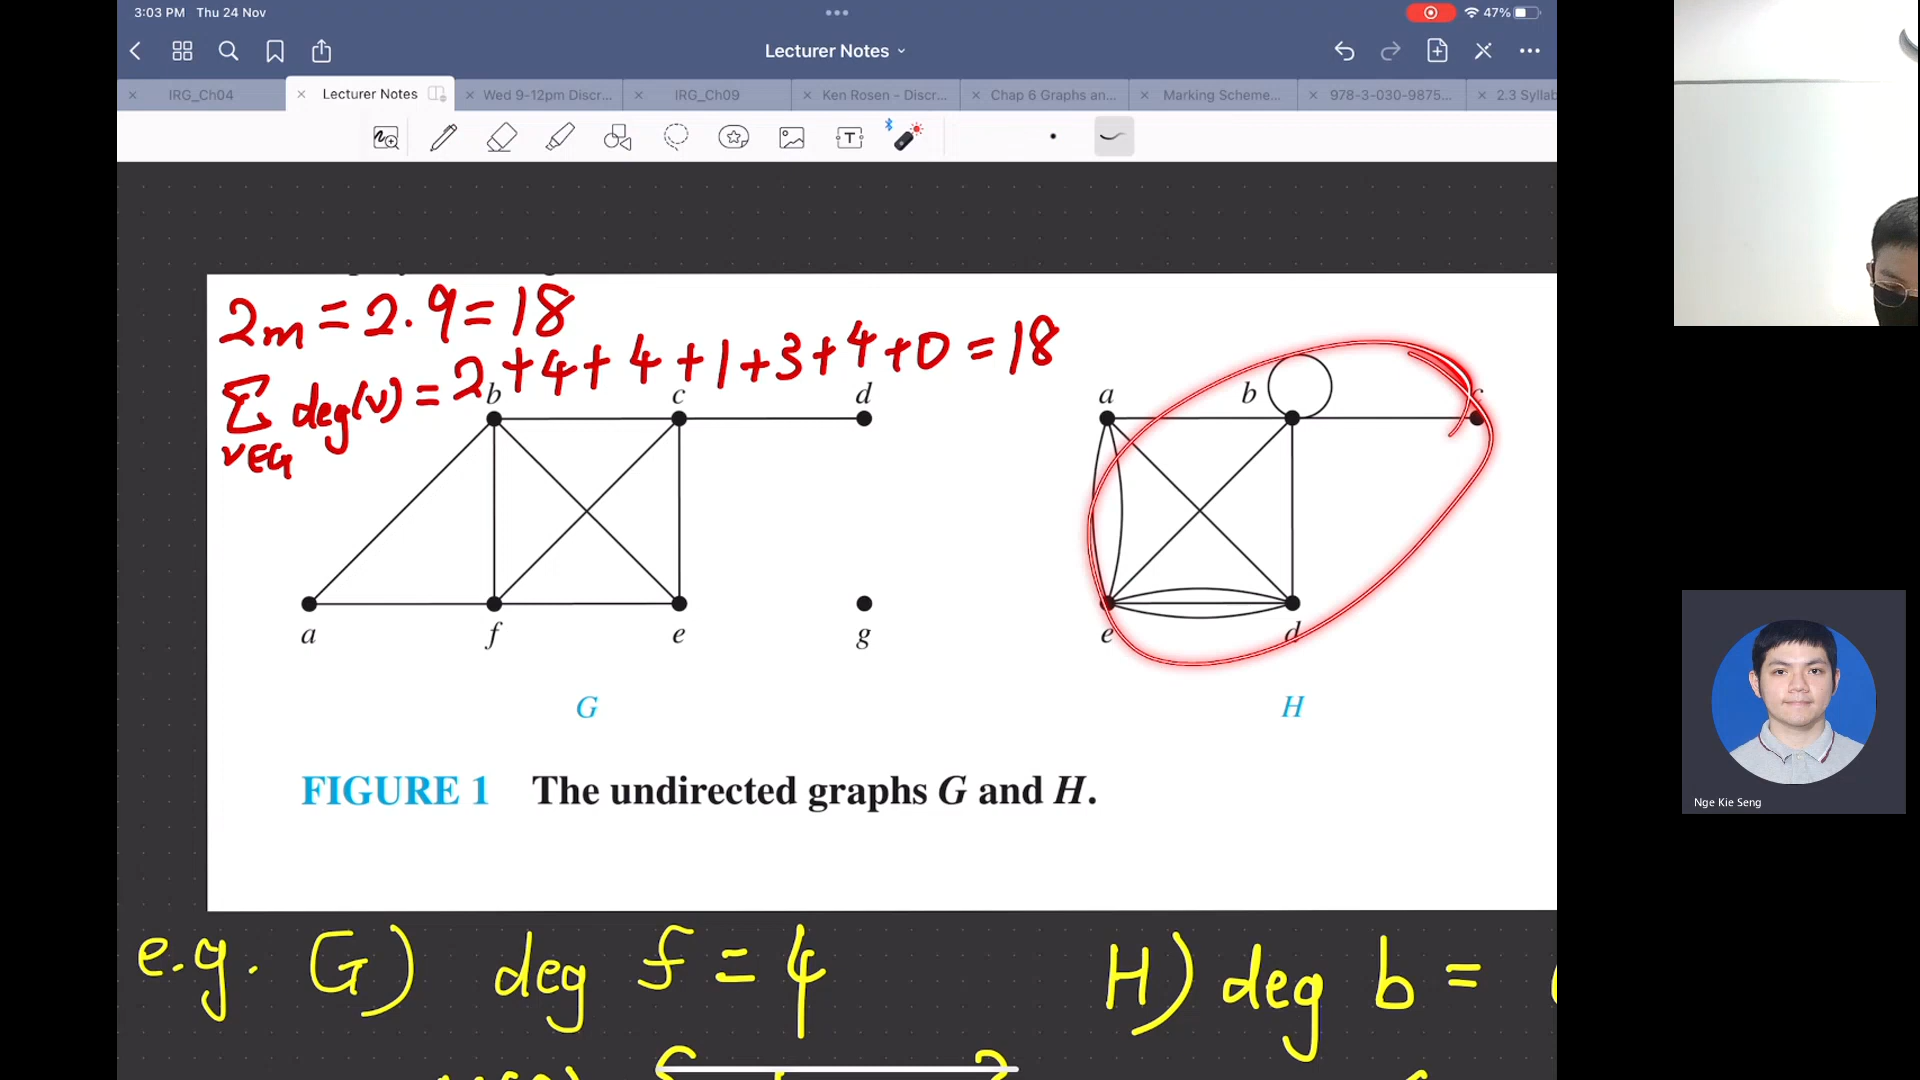 3:03 PM Thu 24 Nov
47%
Lecturer Notes
IRG_Ch04
Lecturer Notes
Wed 9-12pm Discr...
IRG_Ch09
Ken Rosen - Discr...
Chap 6 Graphs an...
Marking Scheme...
978-3-030-9875...
2.3 Syllab
T
2m = 2.9 = 18
∑ deg(v) = 2+4+4+1+3+4+0 = 18
v∈G
b c d
a b c
a f e g
e d
G H
FIGURE 1 The undirected graphs G and H.
e.g. G) deg f = 4
H) deg b =
Nge Kie Seng